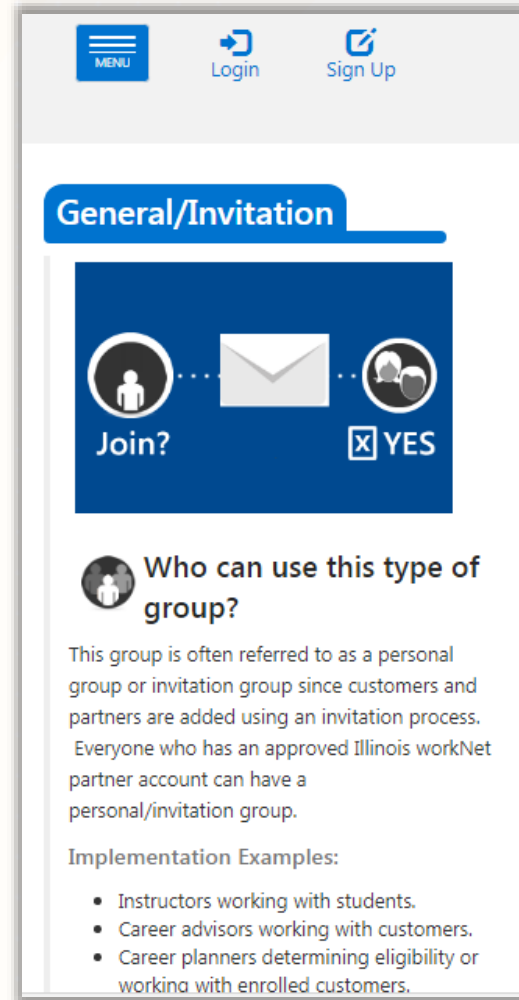 MENU
Login
Sign Up
General/Invitation
Join?
X YES
Who can use this type of
group?
This group is often referred to as a personal
group or invitation group since customers and
partners are added using an invitation process.
Everyone who has an approved Illinois workNet
partner account can have a
personal/invitation group.
Implementation Examples:
• Instructors working with students.
• Career advisors working with customers.
• Career planners determining eligibility or
working with enrolled customers.